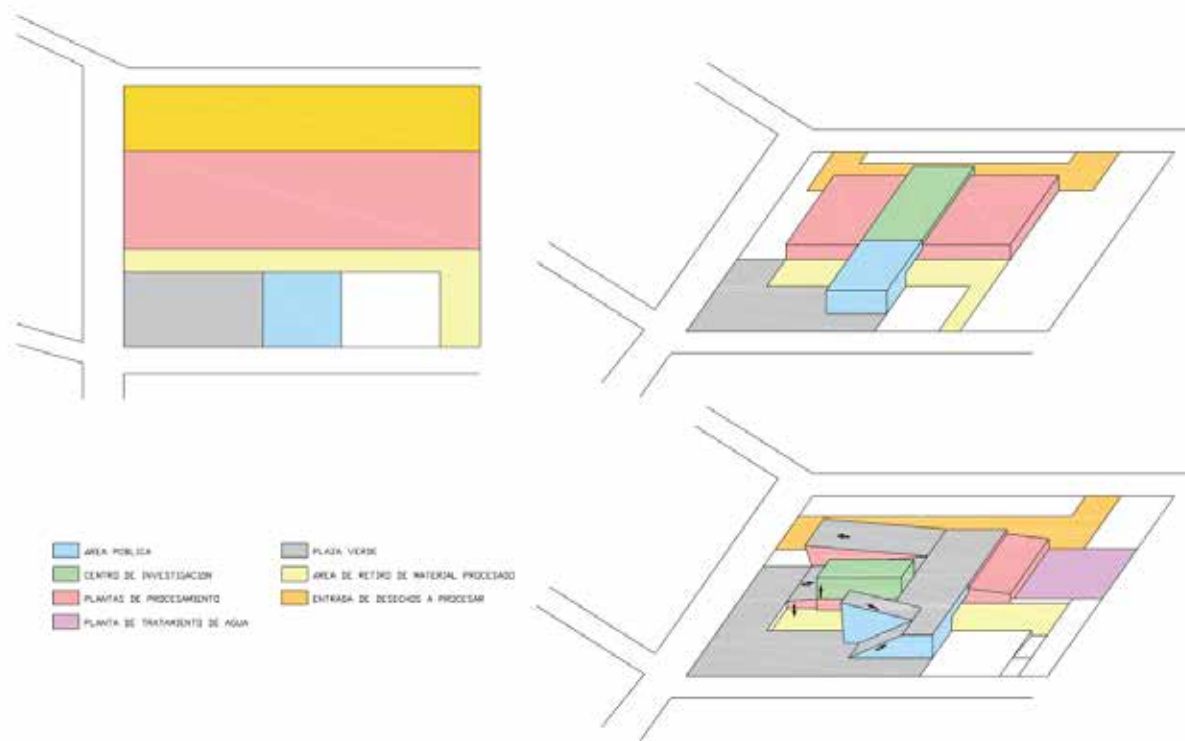 AREA PUBLICA
CENTRO DE INVESTIGACION
PLANTAS DE PROCESAMIENTO
PLANTA DE TRATAMIENTO DE AGUA
PLAZA VERDE
AREA DE RETIRO DE MATERIAL PROCESADO
ENTRADA DE DESECHOS A PROCESAR